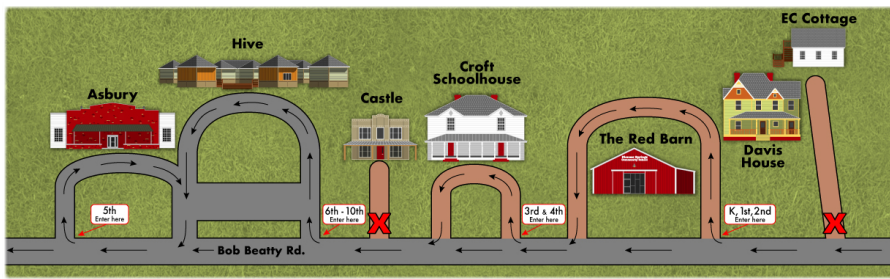 EC Cottage
Hive
Croft
Schoolhouse
Asbury
Castle
The Red Barn
Davis
House
5th
Enter here
6th - 10th
Enter here
X
3rd & 4th
Enter here
K, 1st, 2nd
Enter here
X
Bob Beatty Rd.